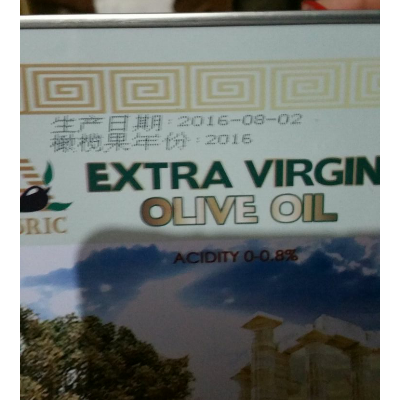 生产日期:2016-08-02
橄榄果年份:2016
EXTRA VIRGIN
OLIVE OIL
ORIC
ACIDITY 0-0.8%